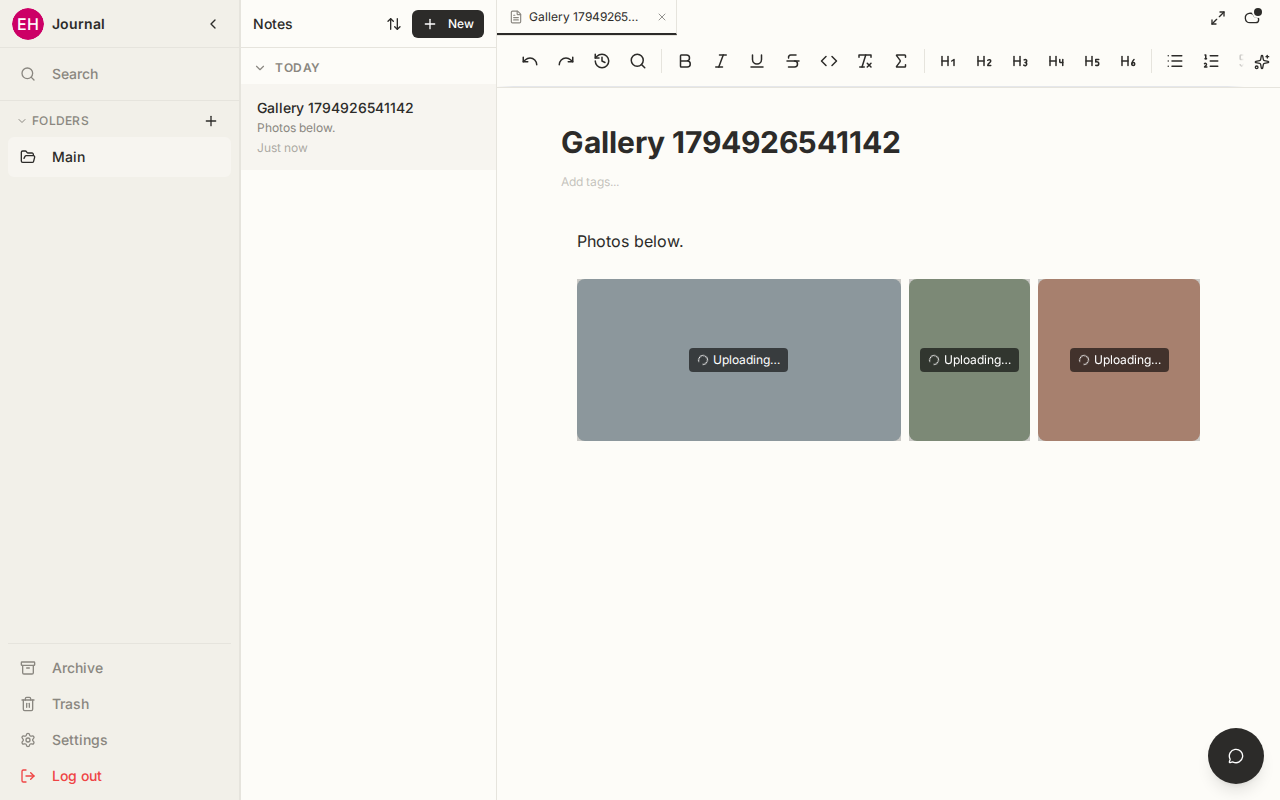 EH Journal
Search
FOLDERS
Main
Archive
Trash
Settings
Log out
Notes
New
TODAY
Gallery 1794926541142
Photos below.
Just now
Gallery 17949265...
H1 H2 H3 H4 H5 H6
Gallery 1794926541142
Add tags...
Photos below.
Uploading... Uploading... Uploading...